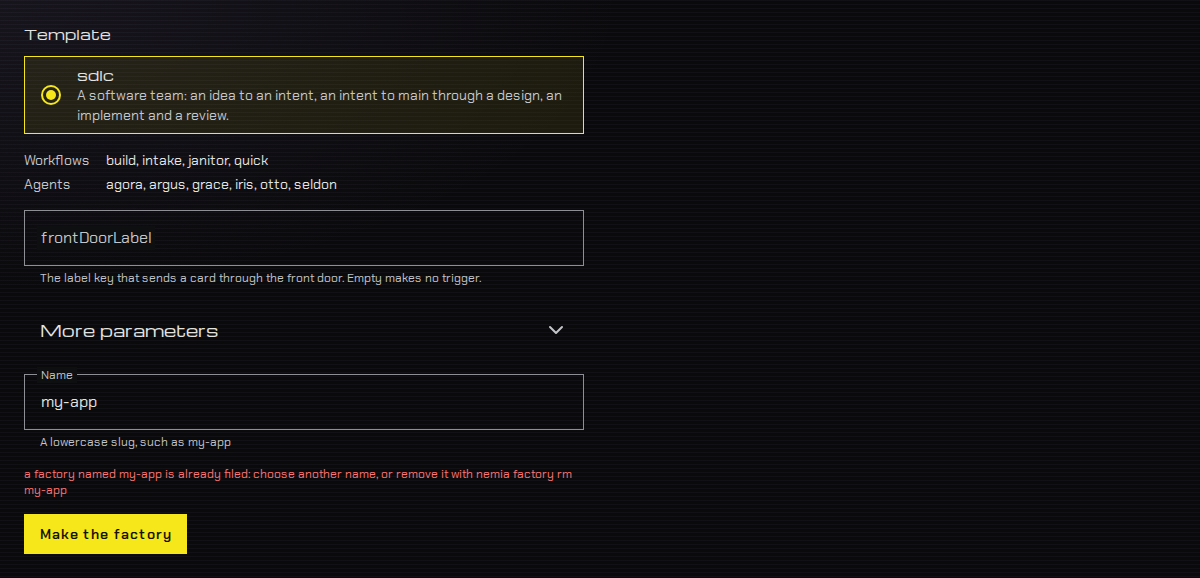 Template
sdlc
A software team: an idea to an intent, an intent to main through a design, an
implement and a review.
Workflows build, intake, janitor, quick
Agents agora, argus, grace, iris, otto, seldon
frontDoorLabel
The label key that sends a card through the front door. Empty makes no trigger.
More parameters
Name
my-app
A lowercase slug, such as my-app
a factory named my-app is already filed: choose another name, or remove it with nemia factory rm
my-app
Make the factory